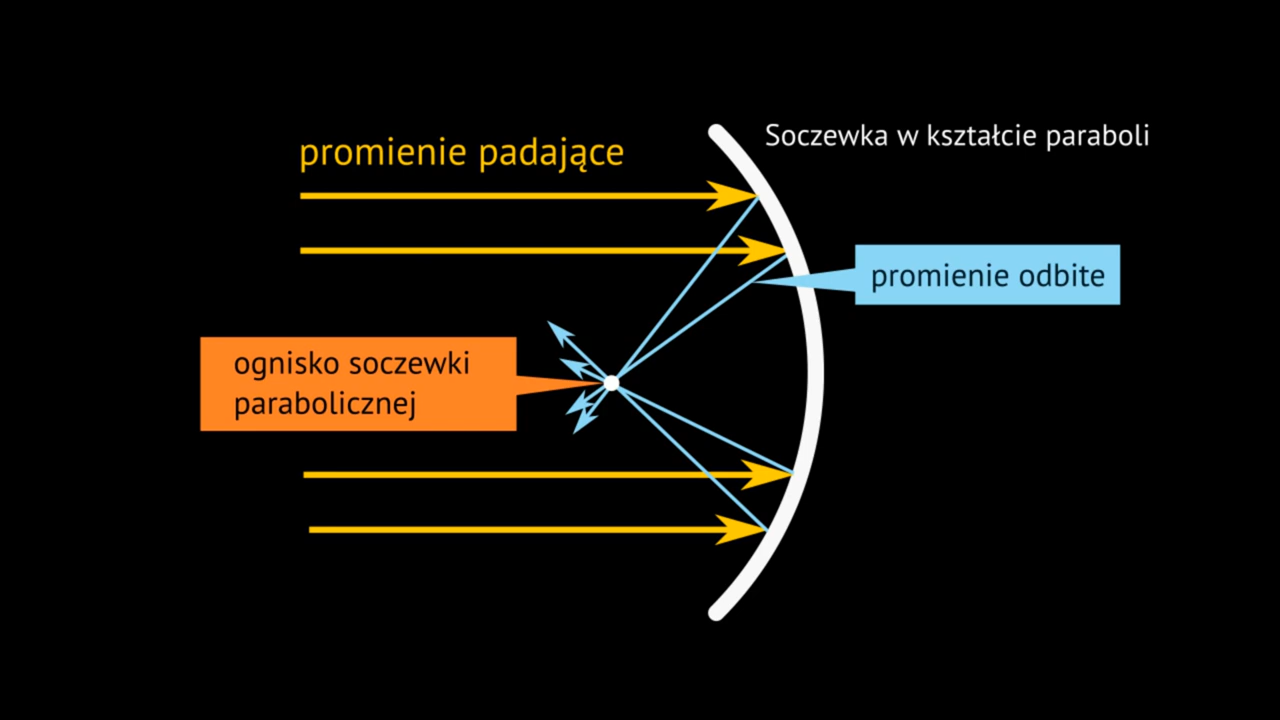 Soczewka w kształcie paraboli
promienie padające
promienie odbite
ognisko soczewki
parabolicznej